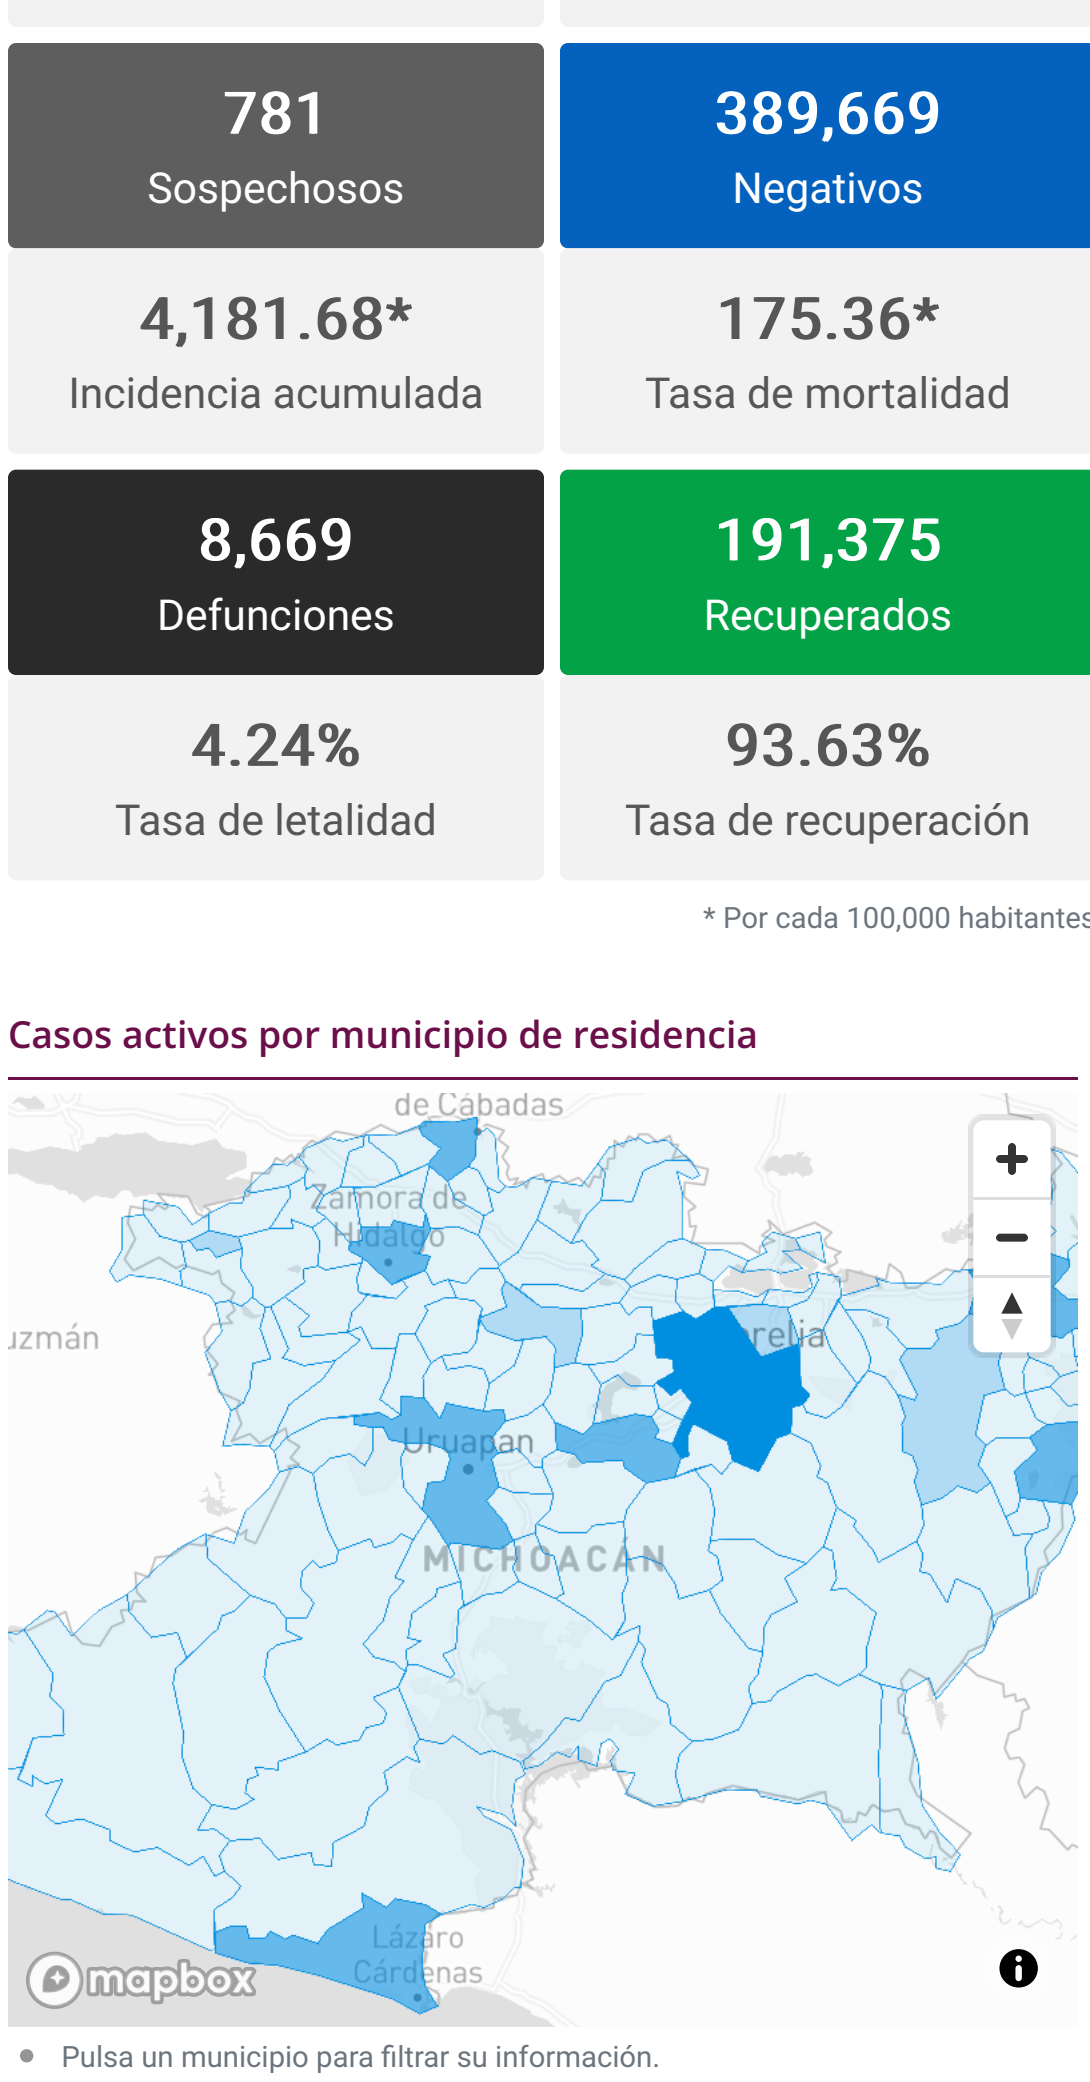 781
Sospechosos
389,669
Negativos
4,181.68*
Incidencia acumulada
175.36*
Tasa de mortalidad
8,669
Defunciones
191,375
Recuperados
4.24%
Tasa de letalidad
93.63%
Tasa de recuperación
* Por cada 100,000 habitantes
Casos activos por municipio de residencia
de Cábadas
Zamora de
Hidalgo
uzmán
relia
Uruapan
MICHOACÁN
Lázaro
Cárdenas
mapbox
Pulsa un municipio para filtrar su información.